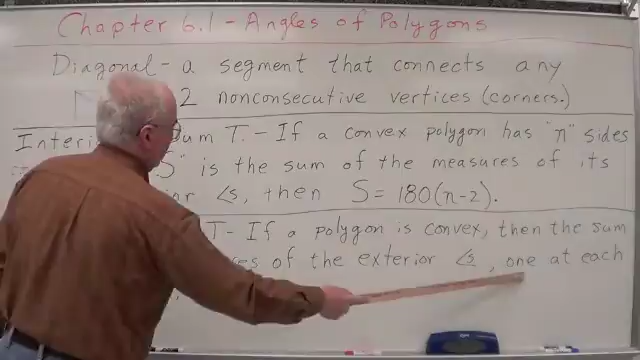 Chapter 6.1 - Angles of Polygons
Diagonal - a segment that connects any
2 nonconsecutive vertices (corners.)
Interi Sum T. - If a convex polygon has "n" sides
S" is the sum of the measures of its
or ∠s, then S = 180(n-2).
T - If a polygon is convex, then the sum
es of the exterior ∠s, one at each